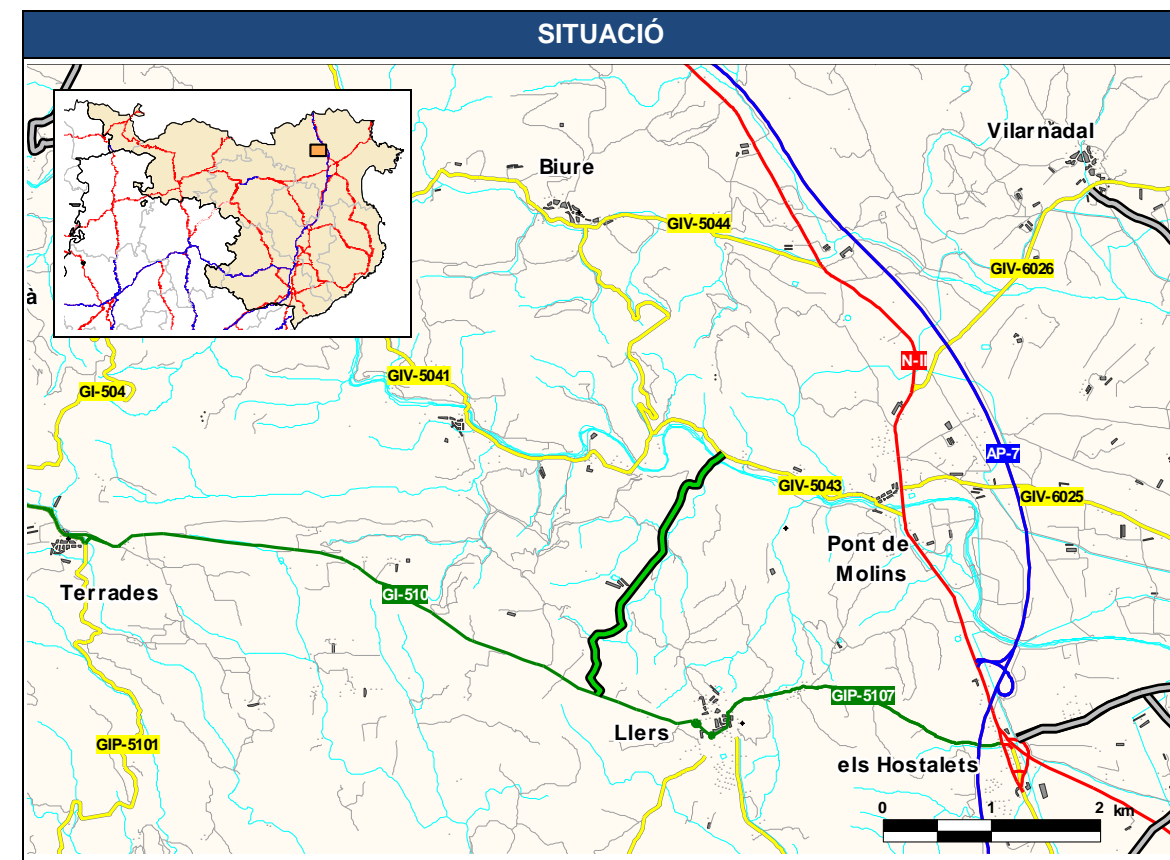 SITUACIÓ
Vilarnadal
Biure
GIV-5044
GIV-6026
à
N-II
GIV-5041
GI-504
AP-7
GIV-5043
GIV-6025
Pont de
Molins
Terrades
GI-510
GIP-5107
Llers
GIP-5101
els Hostalets
0 1 2 km